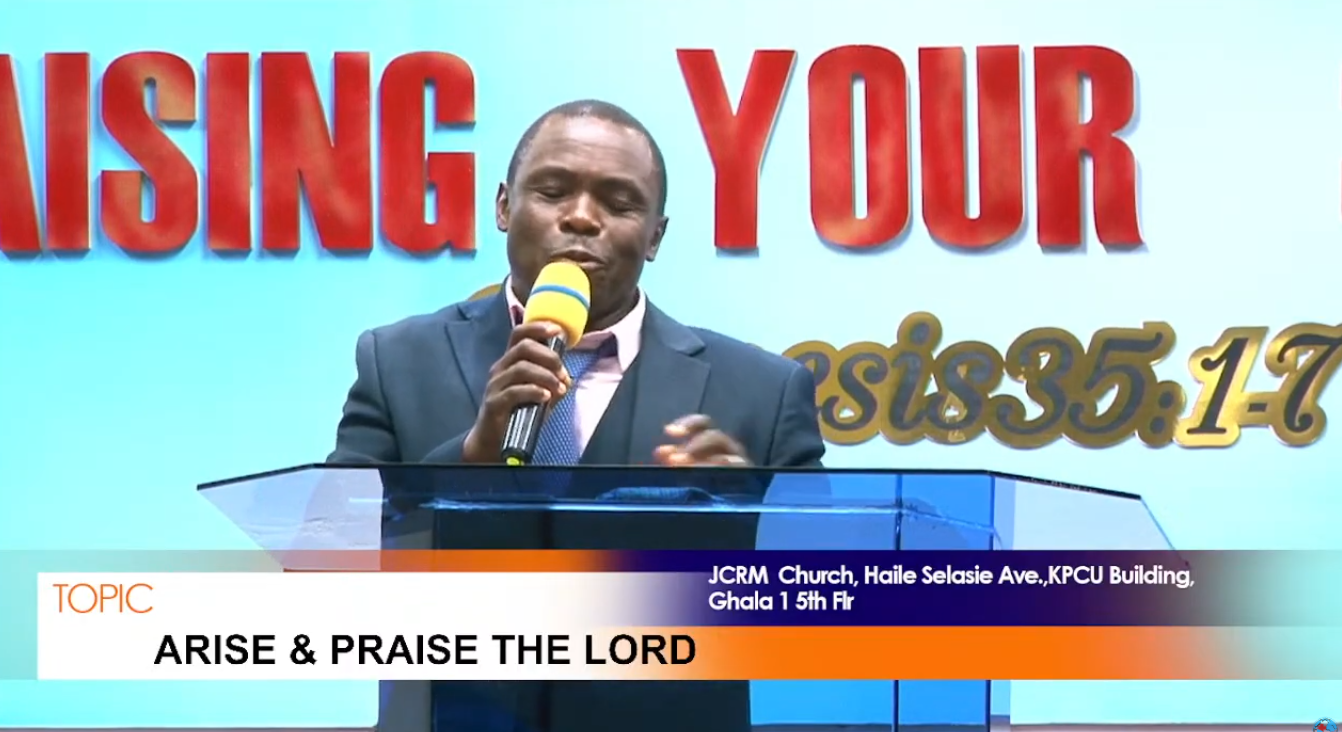 AISING YOUR
esis35:1-7
JCRM Church, Haile Selasie Ave.,KPCU Building,
Ghala 1 5th Flr
TOPIC
ARISE & PRAISE THE LORD